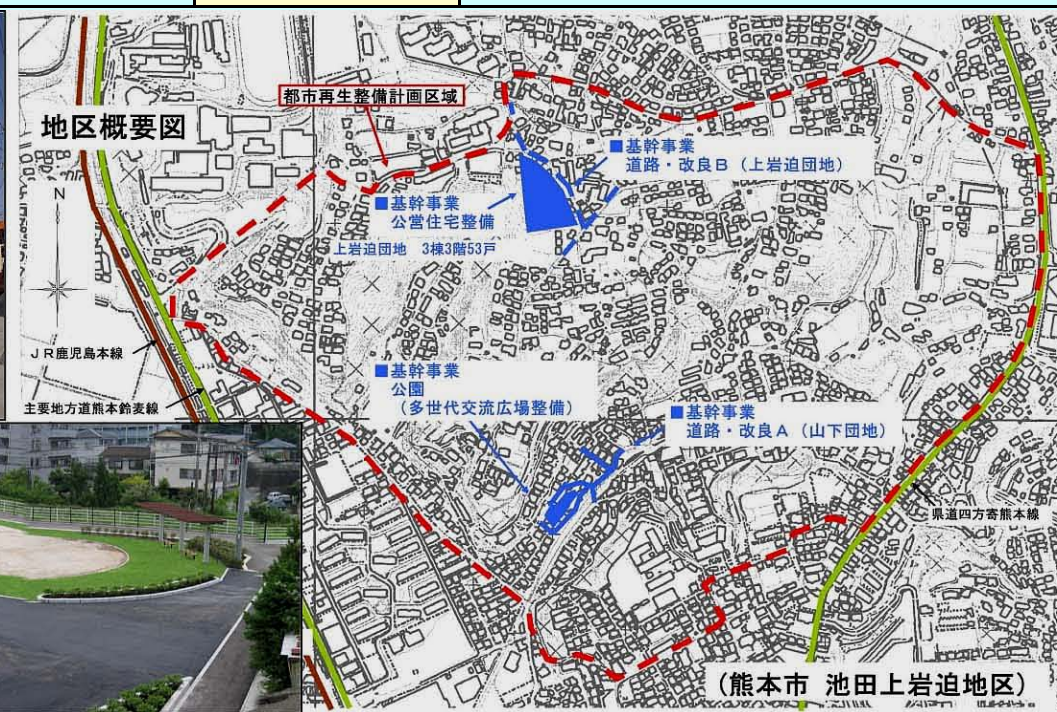 地区概要図
都市再生整備計画区域
■基幹事業
道路・改良B(上岩迫団地)
■基幹事業
公営住宅整備
上岩迫団地 3棟3階53戸
N
JR鹿児島本線
主要地方道熊本鈴麦線
■基幹事業
公園
(多世代交流広場整備)
■基幹事業
道路・改良A(山下団地)
県道四方寄熊本線
(熊本市 池田上岩迫地区)